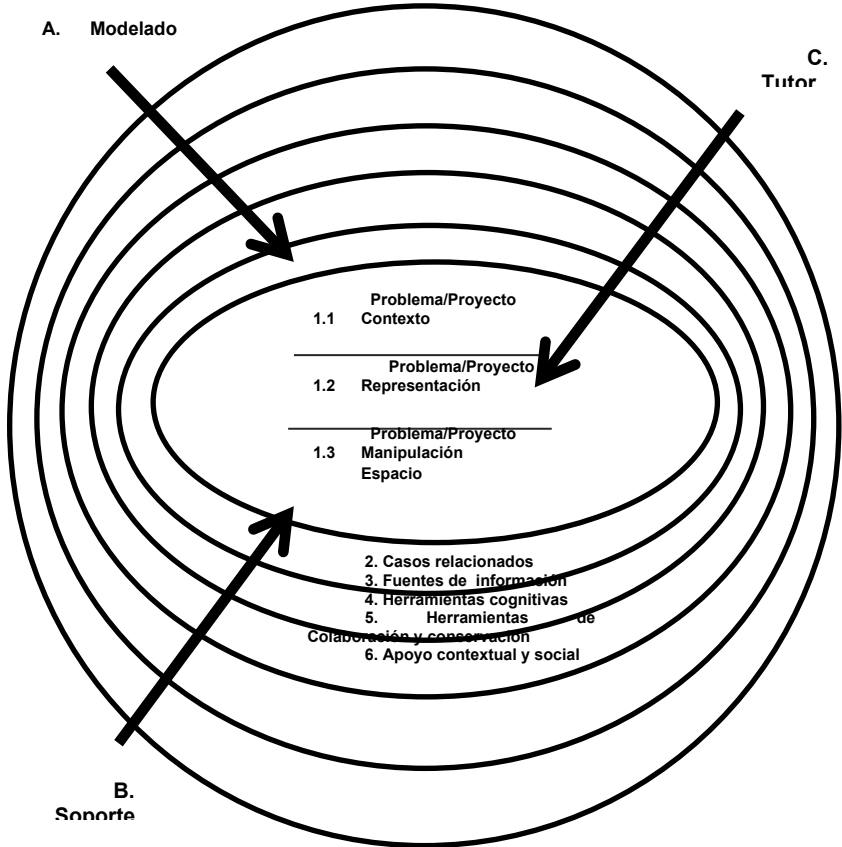 A. Modelado
C.
Tutor
Problema/Proyecto
1.1 Contexto
Problema/Proyecto
1.2 Representación
Problema/Proyecto
1.3 Manipulación
Espacio
2. Casos relacionados
3. Fuentes de información
4. Herramientas cognitivas
5. Herramientas de
Colaboración y conservación
6. Apoyo contextual y social
B.
Soporte